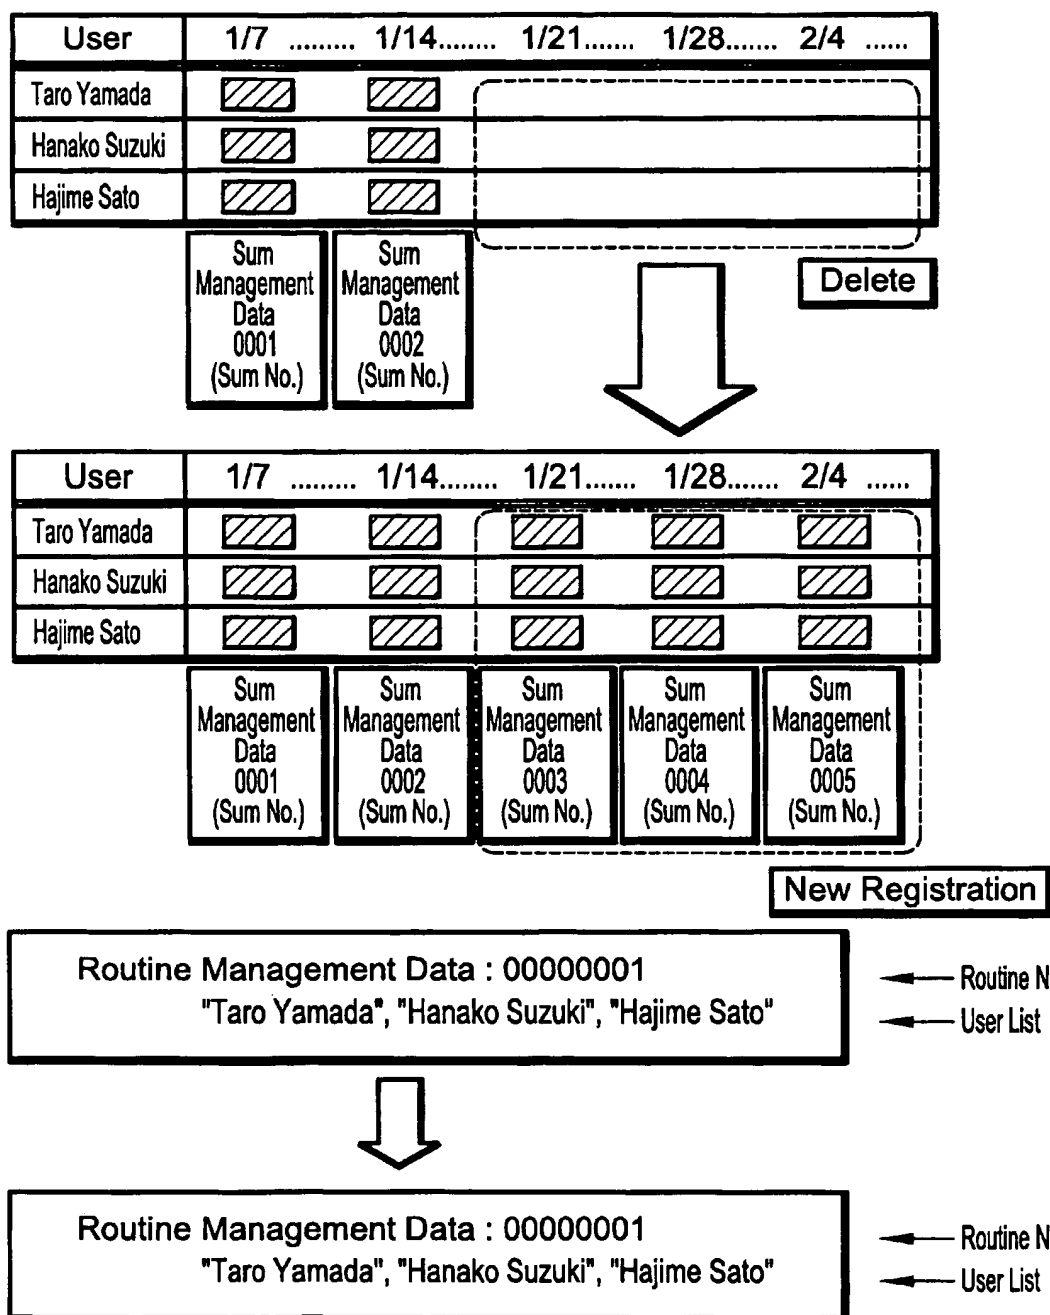 User 1/7 ......... 1/14........ 1/21....... 1/28....... 2/4 ......
Taro Yamada
Hanako Suzuki
Hajime Sato
Sum Management Data 0001 (Sum No.)
Sum Management Data 0002 (Sum No.)
Delete
User 1/7 ......... 1/14........ 1/21....... 1/28....... 2/4 ......
Taro Yamada
Hanako Suzuki
Hajime Sato
Sum Management Data 0001 (Sum No.)
Sum Management Data 0002 (Sum No.)
Sum Management Data 0003 (Sum No.)
Sum Management Data 0004 (Sum No.)
Sum Management Data 0005 (Sum No.)
New Registration
Routine Management Data : 00000001
"Taro Yamada", "Hanako Suzuki", "Hajime Sato"
Routine N
User List
Routine Management Data : 00000001
"Taro Yamada", "Hanako Suzuki", "Hajime Sato"
Routine N
User List